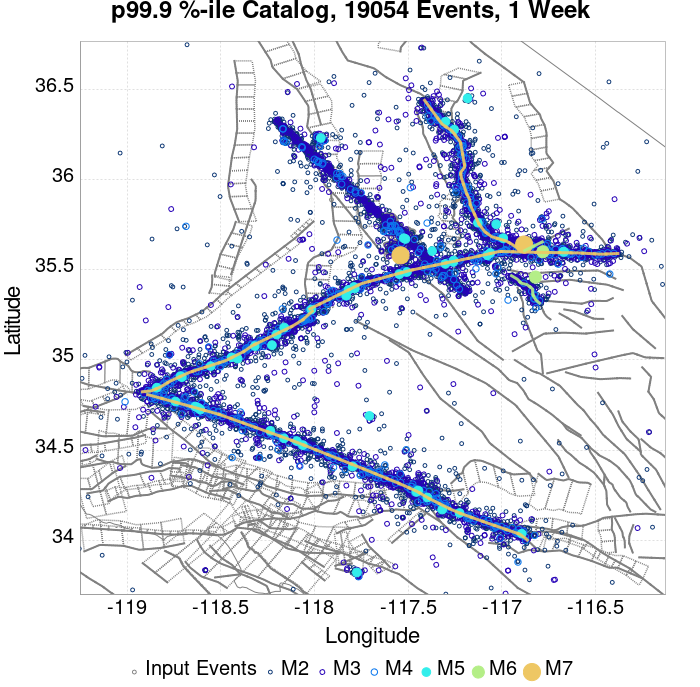 p99.9 %-ile Catalog, 19054 Events, 1 Week
36.5
36
35.5
35
34.5
34
Latitude
-119 -118.5 -118 -117.5 -117 -116.5
Longitude
Input Events M2 M3 M4 M5 M6 M7